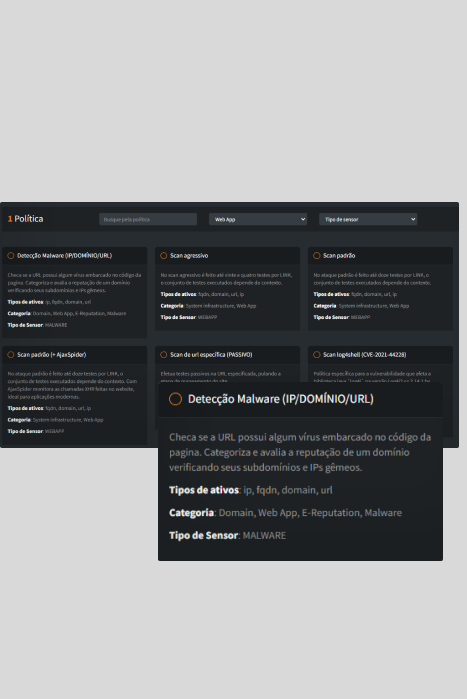 1 Política
Busque pela política
Web App
Tipo de sensor
Detecção Malware (IP/DOMÍNIO/URL)
Checa se a URL possui algum vírus embarcado no código da
pagina. Categoriza e avalia a reputação de um domínio
verificando seus subdomínios e IPs gêmeos.
Tipos de ativos: ip, fqdn, domain, url
Categoria: Domain, Web App, E-Reputation, Malware
Tipo de Sensor: MALWARE
Scan agressivo
No scan agressivo é feito até vinte e quatro testes por LINK,
o conjunto de testes executados depende do contexto.
Tipos de ativos: fqdn, domain, url, ip
Categoria: System Infrastructure, Web App
Tipo de Sensor: WEBAPP
Scan padrão
No ataque padrão é feito até doze testes por LINK, o
conjunto de testes executados depende do contexto.
Tipos de ativos: fqdn, domain, url, ip
Categoria: System Infrastructure, Web App
Tipo de Sensor: WEBAPP
Scan padrão (+ AjaxSpider)
No ataque padrão é feito até doze testes por LINK, o
conjunto de testes executados depende do contexto. Com
AjaxSpider monitora as chamadas XHR feitas no website,
ideal para aplicações modernas.
Tipos de ativos: fqdn, domain, url, ip
Categoria: System Infrastructure, Web App
Tipo de Sensor: WEBAPP
Scan de url específica (PASSIVO)
Efetua testes passivos na URL especificada, pulando a
Scan log4shell (CVE-2021-44228)
Política específica para a vulnerabilidade que afeta a
Detecção Malware (IP/DOMÍNIO/URL)
Checa se a URL possui algum vírus embarcado no código da
pagina. Categoriza e avalia a reputação de um domínio
verificando seus subdomínios e IPs gêmeos.
Tipos de ativos: ip, fqdn, domain, url
Categoria: Domain, Web App, E-Reputation, Malware
Tipo de Sensor: MALWARE